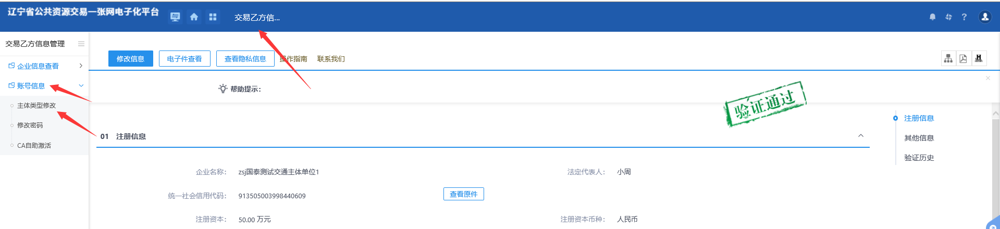 辽宁省公共资源交易一张网电子化平台
交易乙方信...
交易乙方信息管理
企业信息查看
账号信息
主体类型修改
修改密码
CA自助激活
修改信息 电子件查看 查看隐私信息 操作指南 联系我们
帮助提示：
验证通过
01 注册信息
企业名称： zsj国泰测试交通主体单位1 法定代表人： 小周
统一社会信用代码： 913505003998440609 查看原件
注册资本： 50.00 万元 注册资本币种： 人民币
注册信息
其他信息
验证历史